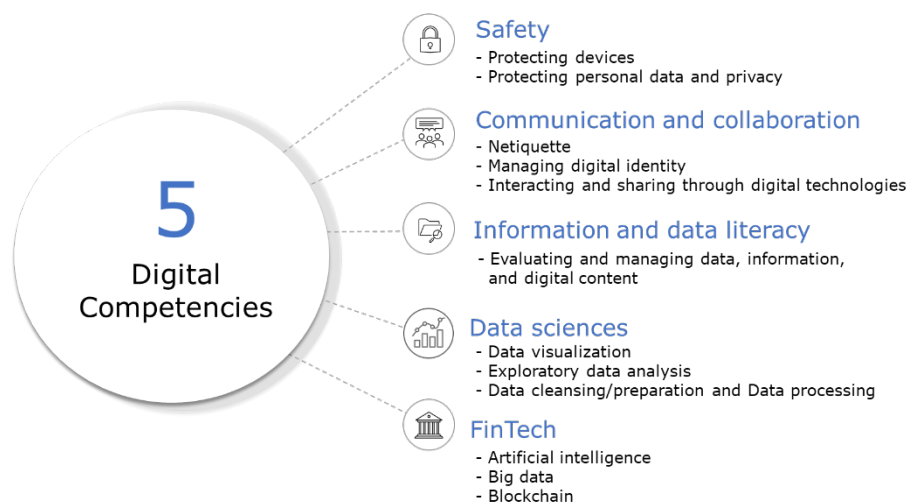 5
Digital
Competencies
Safety
- Protecting devices
- Protecting personal data and privacy
Communication and collaboration
- Netiquette
- Managing digital identity
- Interacting and sharing through digital technologies
Information and data literacy
- Evaluating and managing data, information,
and digital content
Data sciences
- Data visualization
- Exploratory data analysis
- Data cleansing/preparation and Data processing
FinTech
- Artificial intelligence
- Big data
- Blockchain